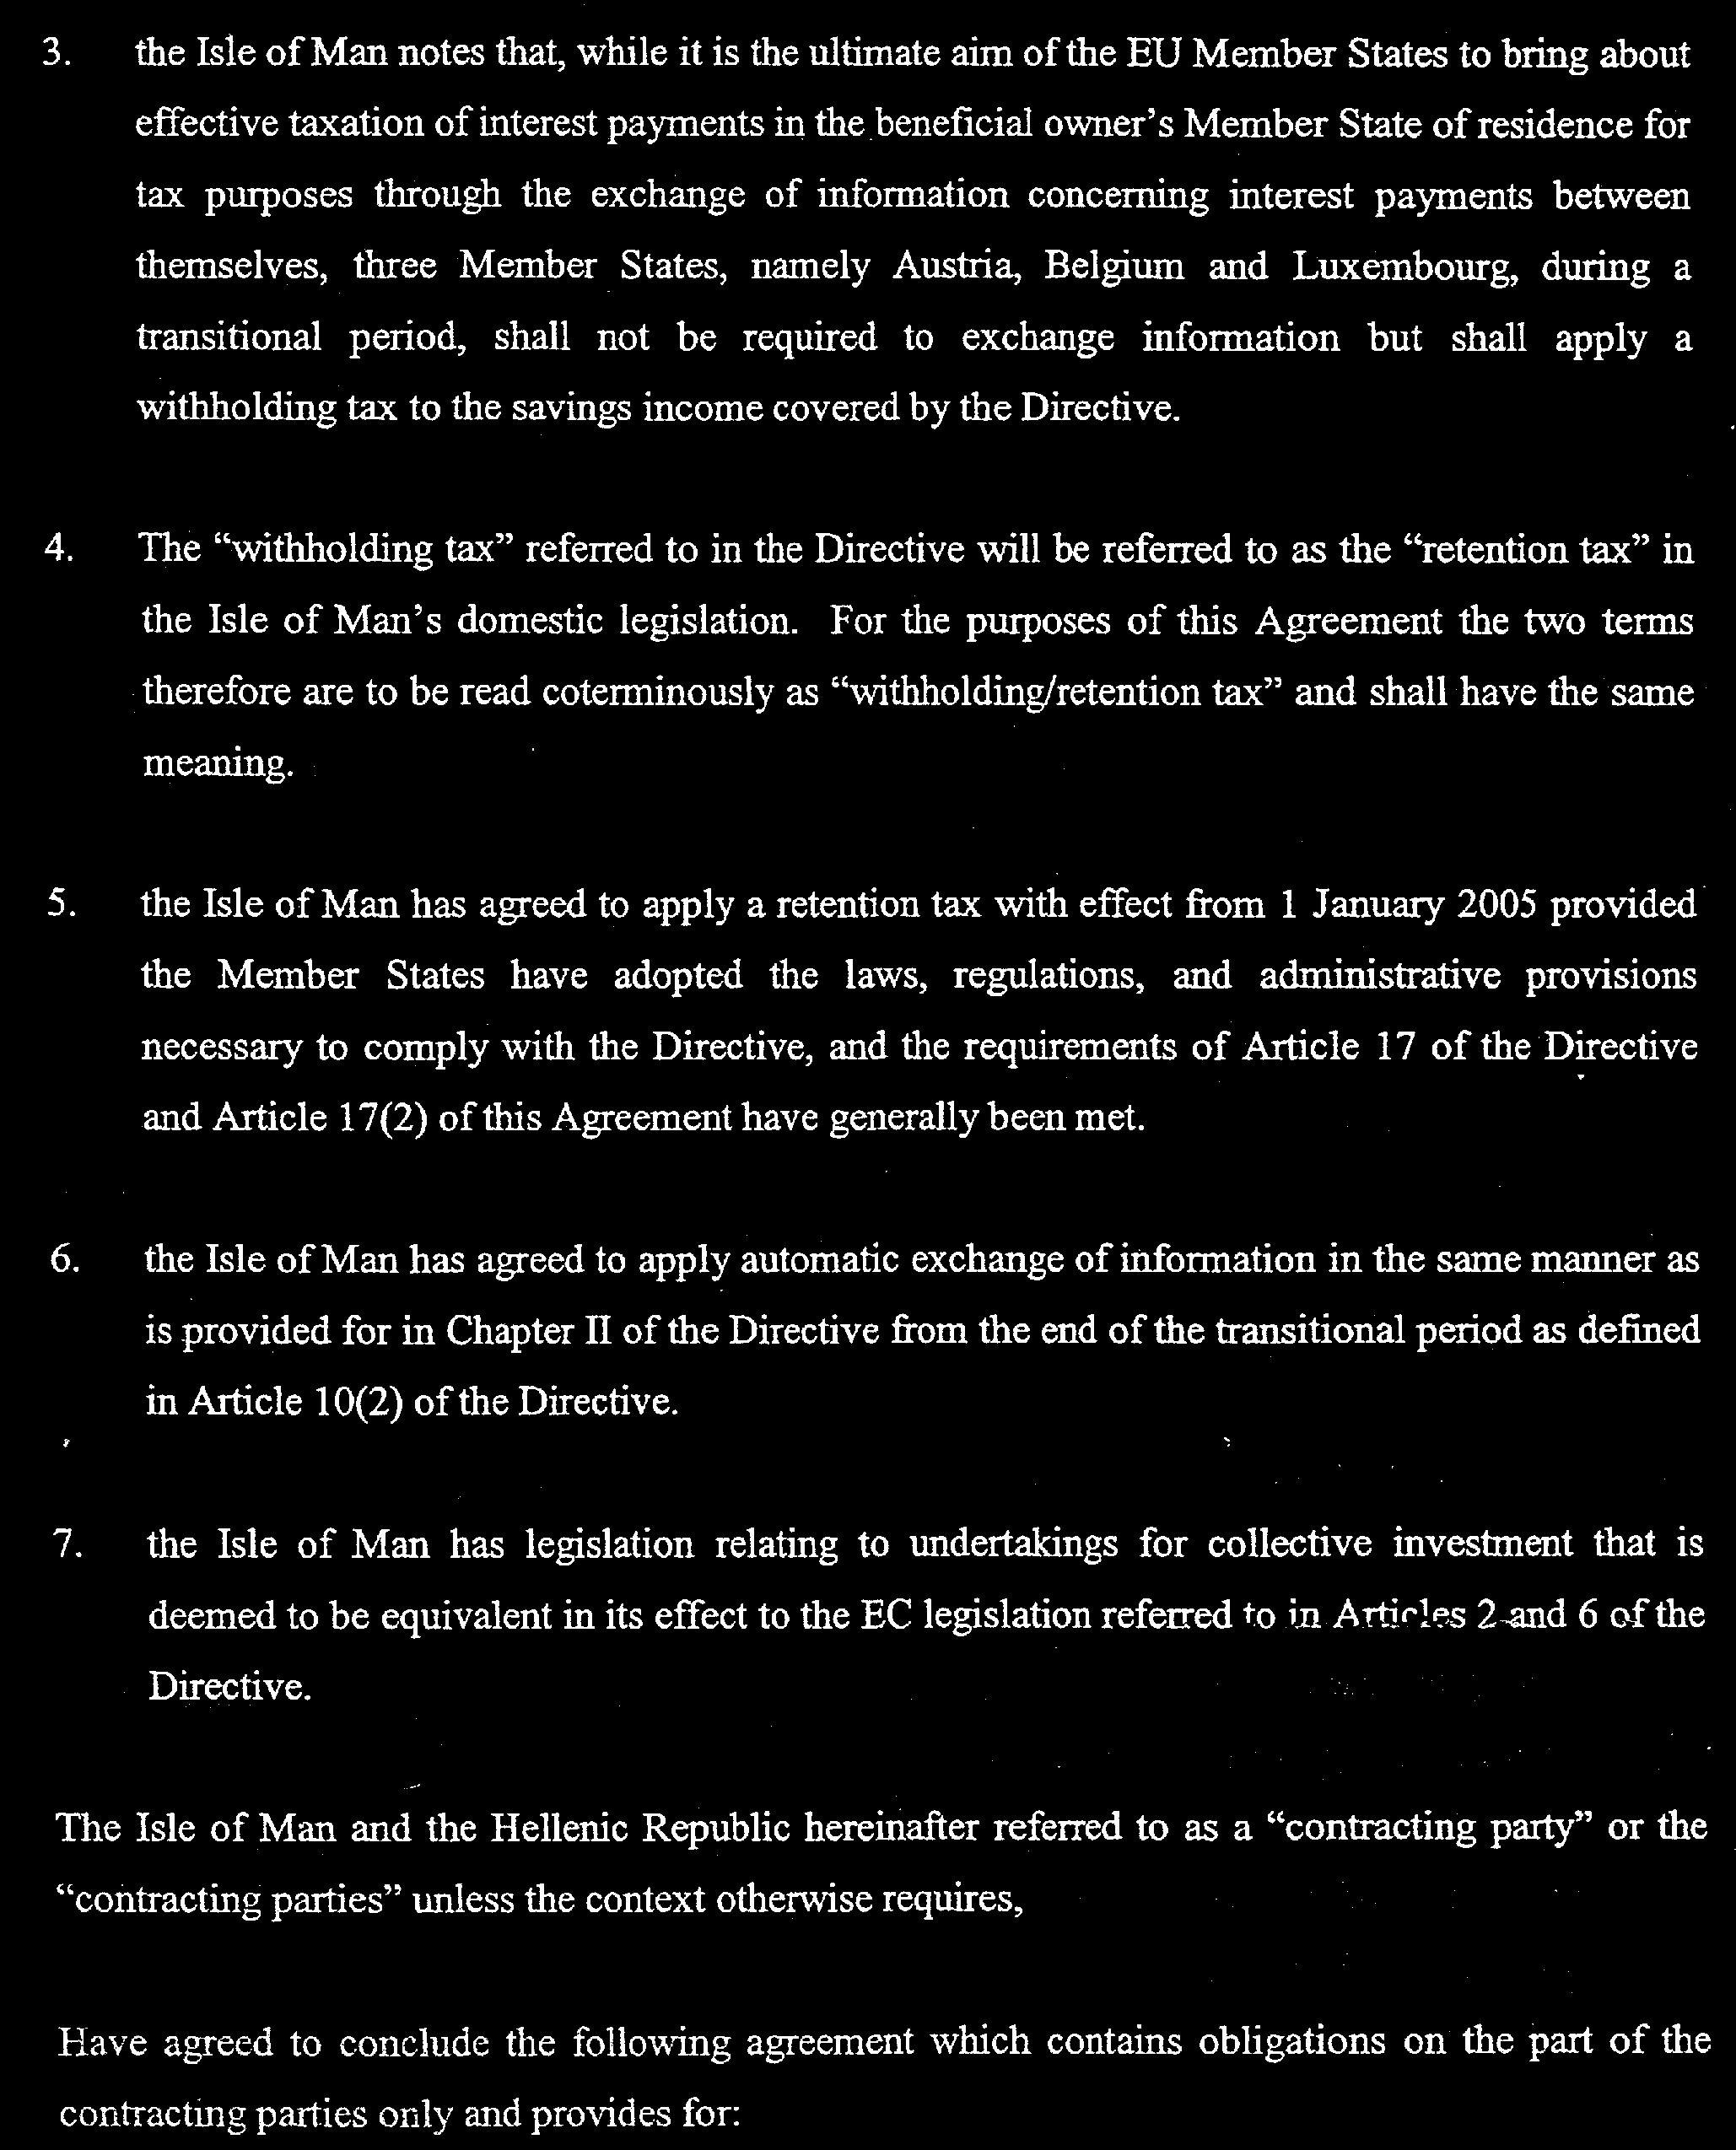 3. the Isle of Man notes that, while it is the ultimate aim of the EU Member States to bring about
effective taxation of interest payments in the beneficial owner's Member State of residence for
tax purposes through the exchange of information concerning interest payments between
themselves, three Member States, namely Austria, Belgium and Luxembourg, during a
transitional period, shall not be required to exchange information but shall apply a
withholding tax to the savings income covered by the Directive.
4. The “withholding tax” referred to in the Directive will be referred to as the “retention tax” in
the Isle of Man's domestic legislation. For the purposes of this Agreement the two terms
therefore are to be read coterminously as “withholding/retention tax” and shall have the same
meaning.
5. the Isle of Man has agreed to apply a retention tax with effect from 1 January 2005 provided
the Member States have adopted the laws, regulations, and administrative provisions
necessary to comply with the Directive, and the requirements of Article 17 of the Directive
and Article 17(2) of this Agreement have generally been met.
6. the Isle of Man has agreed to apply automatic exchange of information in the same manner as
is provided for in Chapter II of the Directive from the end of the transitional period as defined
in Article 10(2) of the Directive.
7. the Isle of Man has legislation relating to undertakings for collective investment that is
deemed to be equivalent in its effect to the EC legislation referred to in Articles 2 and 6 of the
Directive.
The Isle of Man and the Hellenic Republic hereinafter referred to as a “contracting party” or the
“contracting parties” unless the context otherwise requires,
Have agreed to conclude the following agreement which contains obligations on the part of the
contracting parties only and provides for: